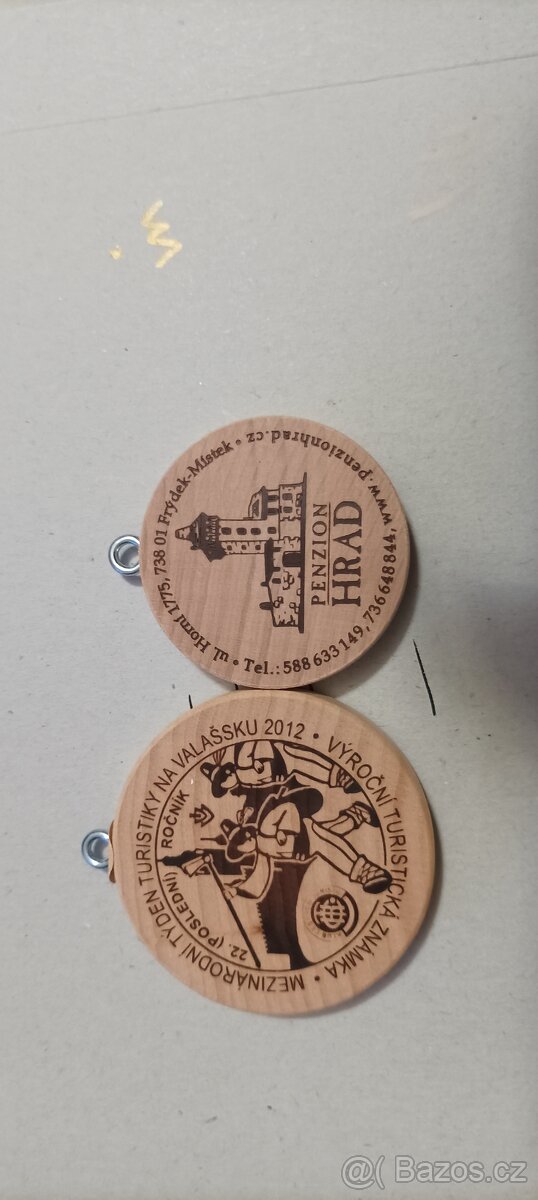 ul. Horní 1775, 738 01 Frýdek-Místek • www.penzionhrad.cz •
PENZION
HRAD
Tel.: 588 633 149, 736 648 844,
MEZINÁRODNÍ TÝDEN TURISTIKY NA VALAŠSKU 2012 •
22. (POSLEDNÍ) ROČNÍK
VÝROČNÍ TURISTICKÁ ZNÁMKA •
@( Bazos.cz